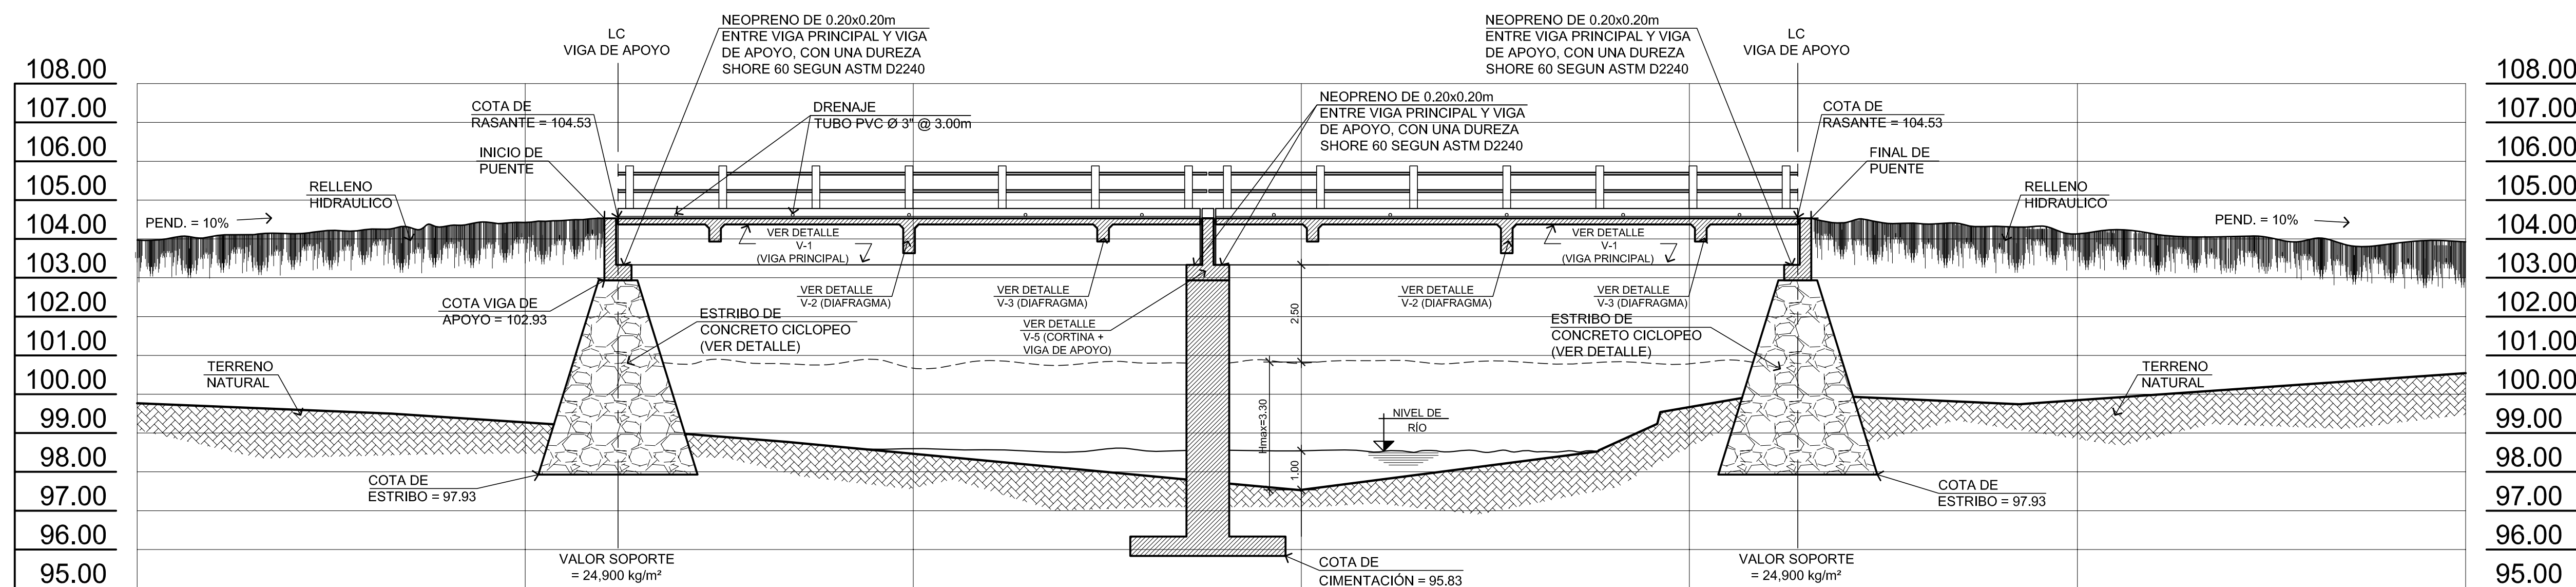 NEOPRENO DE 0.20x0.20m
ENTRE VIGA PRINCIPAL Y VIGA
DE APOYO, CON UNA DUREZA
SHORE 60 SEGUN ASTM D2240
NEOPRENO DE 0.20x0.20m
ENTRE VIGA PRINCIPAL Y VIGA
DE APOYO, CON UNA DUREZA
SHORE 60 SEGUN ASTM D2240
LC
VIGA DE APOYO
LC
VIGA DE APOYO
108.00
107.00
106.00
105.00
104.00
103.00
102.00
101.00
100.00
99.00
98.00
97.00
96.00
95.00
COTA DE
RASANTE = 104.53
DRENAJE
TUBO PVC Ø 3" @ 3.00m
NEOPRENO DE 0.20x0.20m
ENTRE VIGA PRINCIPAL Y VIGA
DE APOYO, CON UNA DUREZA
SHORE 60 SEGUN ASTM D2240
COTA DE
RASANTE = 104.53
INICIO DE
PUENTE
FINAL DE
PUENTE
RELLENO
HIDRAULICO
RELLENO
HIDRAULICO
PEND. = 10%
PEND. = 10%
VER DETALLE
V-1
(VIGA PRINCIPAL)
VER DETALLE
V-1
(VIGA PRINCIPAL)
VER DETALLE
V-2 (DIAFRAGMA)
VER DETALLE
V-3 (DIAFRAGMA)
VER DETALLE
V-2 (DIAFRAGMA)
VER DETALLE
V-3 (DIAFRAGMA)
COTA VIGA DE
APOYO = 102.93
ESTRIBO DE
CONCRETO CICLOPEO
(VER DETALLE)
VER DETALLE
V-5 (CORTINA +
VIGA DE APOYO)
2.50
ESTRIBO DE
CONCRETO CICLOPEO
(VER DETALLE)
TERRENO
NATURAL
TERRENO
NATURAL
Hmax=3.30
NIVEL DE
RÍO
1.00
COTA DE
ESTRIBO = 97.93
COTA DE
ESTRIBO = 97.93
VALOR SOPORTE
= 24,900 kg/m²
COTA DE
CIMENTACIÓN = 95.83
VALOR SOPORTE
= 24,900 kg/m²
108.00
107.00
106.00
105.00
104.00
103.00
102.00
101.00
100.00
99.00
98.00
97.00
96.00
95.00